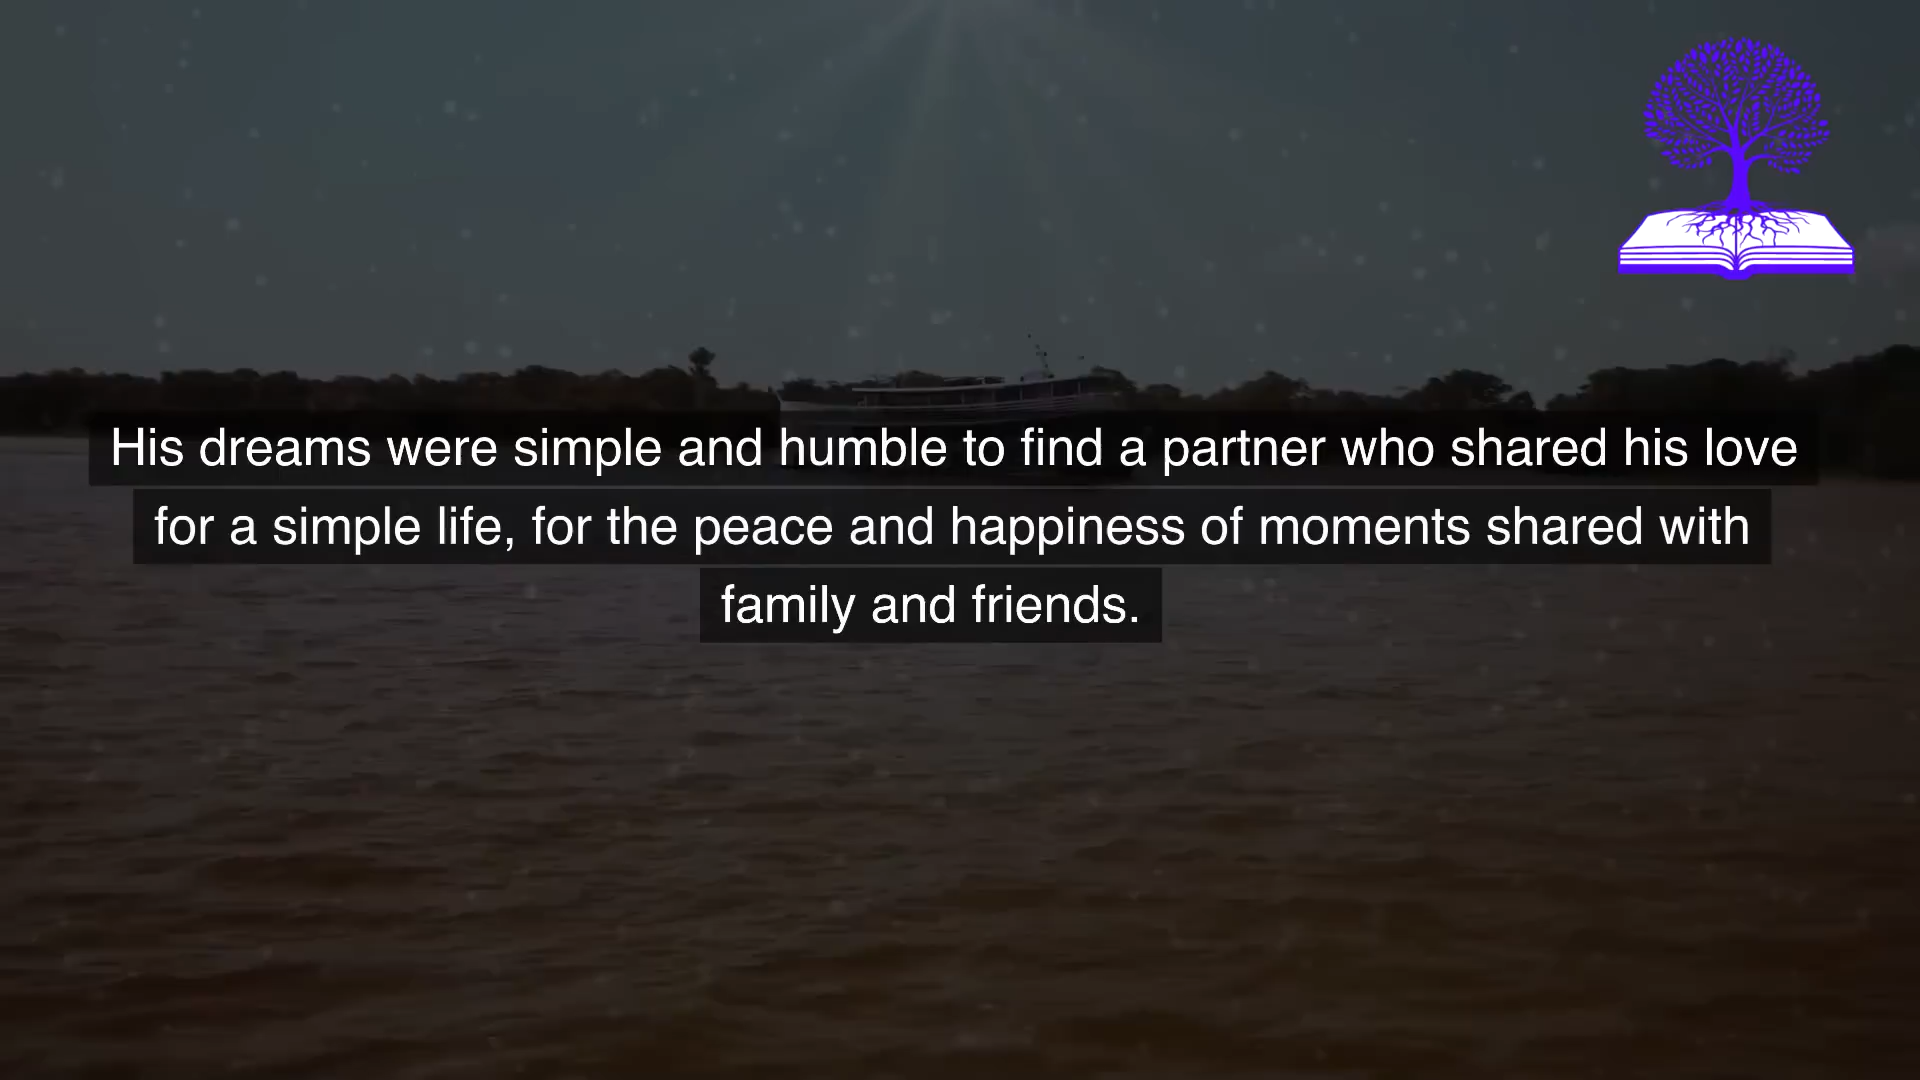 His dreams were simple and humble to find a partner who shared his love
for a simple life, for the peace and happiness of moments shared with
family and friends.